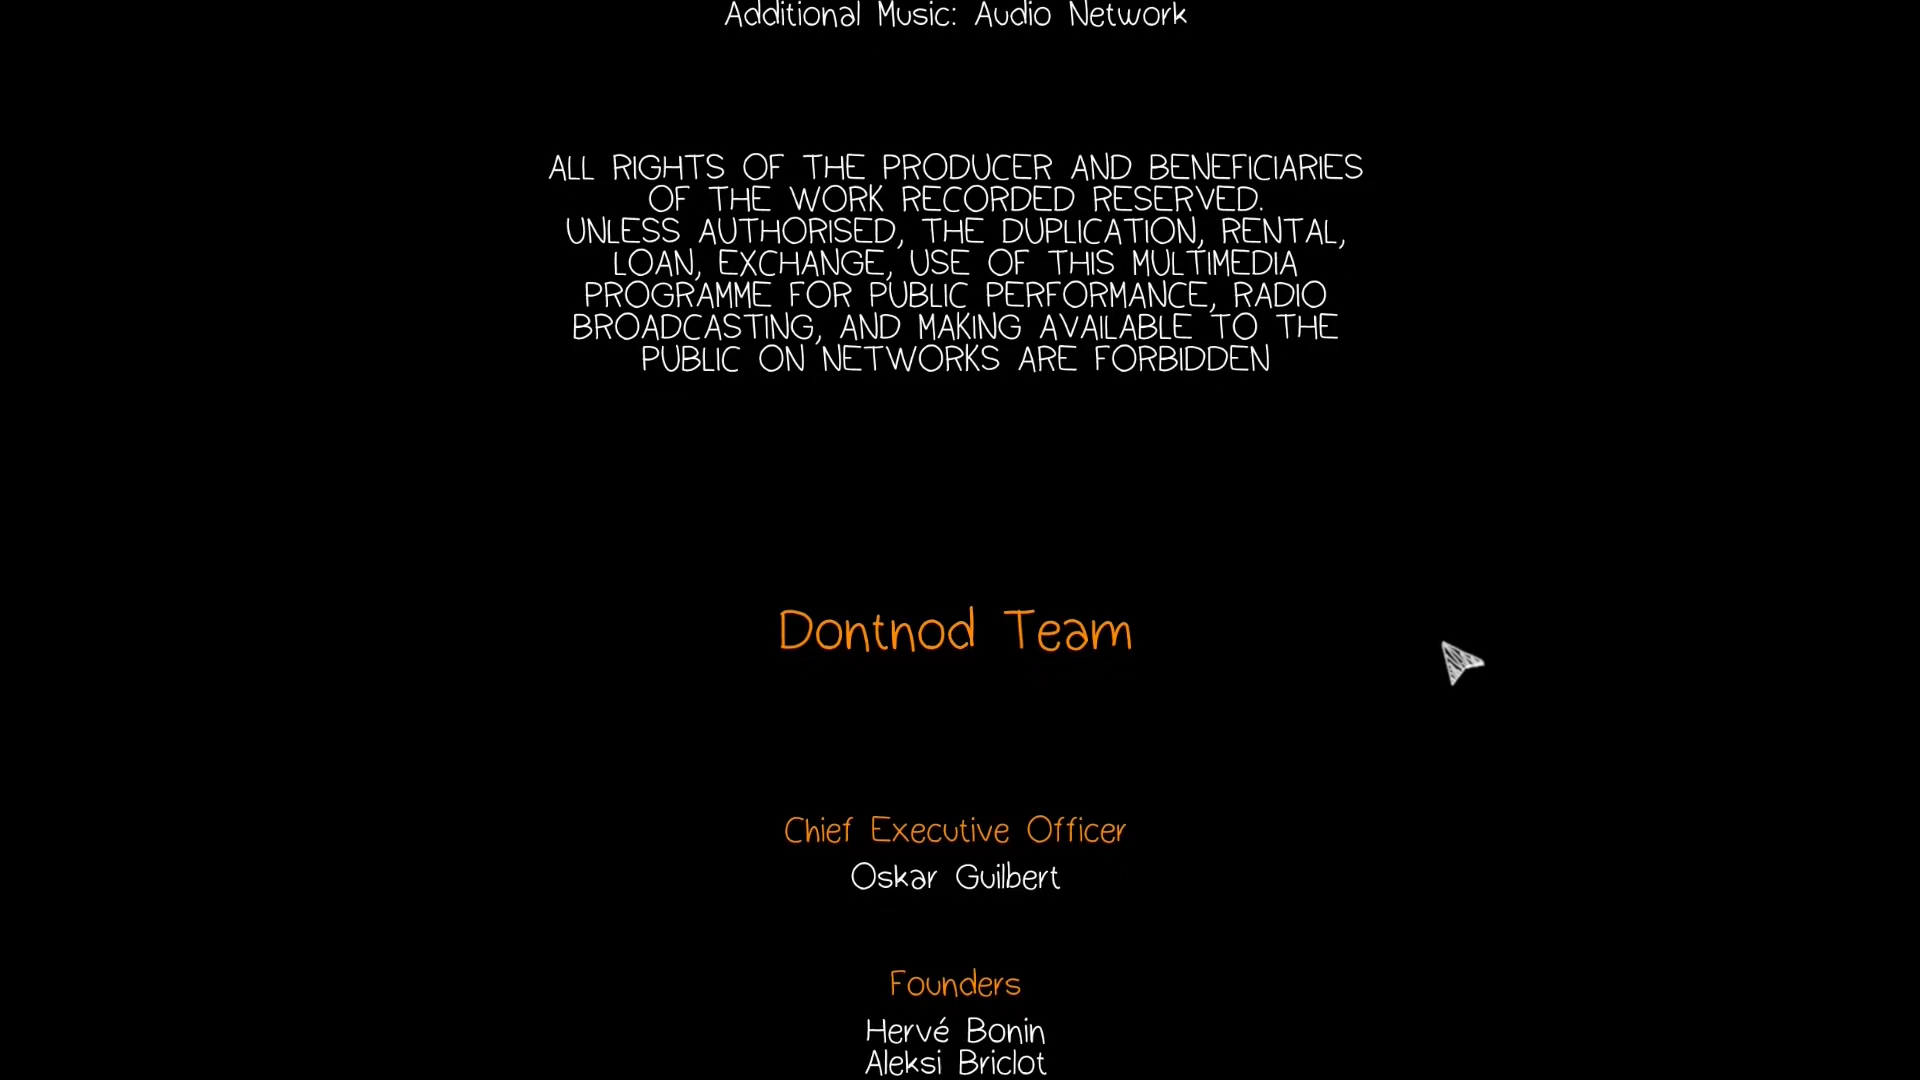 Additional Music: Audio Network
ALL RIGHTS OF THE PRODUCER AND BENEFICIARIES
OF THE WORK RECORDED RESERVED.
UNLESS AUTHORISED, THE DUPLICATION, RENTAL,
LOAN, EXCHANGE, USE OF THIS MULTIMEDIA
PROGRAMME FOR PUBLIC PERFORMANCE, RADIO
BROADCASTING, AND MAKING AVAILABLE TO THE
PUBLIC ON NETWORKS ARE FORBIDDEN
Dontnod Team
Chief Executive Officer
Oskar Guilbert
Founders
Hervé Bonin
Aleksi Briclot